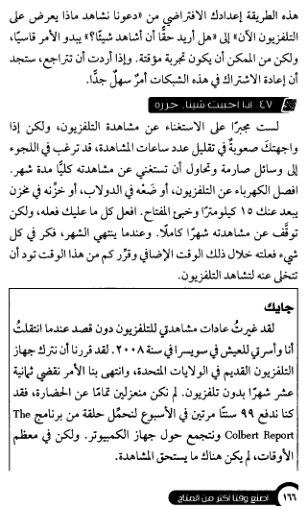 هذه الطريقة إعدادك الافتراضي من «دعونا نشاهد ماذا يعرض على
التلفزيون الآن» إلى «هل أريد حقًّا أن أشاهد شيئًا؟» يبدو الأمر قاسيًا،
ولكن من الممكن أن يكون تجربة مؤقتة. وإذا أردت أن تتراجع، ستجد
أن إعادة الاشتراك في هذه الشبكات أمرٌ سهلٌ جدًّا.
٤٧. إذا أحببت شيئا، حرره
لست مجبرًا على الاستغناء عن مشاهدة التلفزيون، ولكن إذا
واجهتك صعوبةٌ في تقليل عدد ساعات المشاهدة، قد ترغب في اللجوء
إلى وسائل صارمة وتحاول أن تستغني عن مشاهدته كليًّا مدة شهر.
افصل الكهرباء عن التلفزيون، أو ضَعْه في الدولاب، أو خزّنه في مخزن
يبعد عنك ١٥ كيلومترًا وخبئ المفتاح. افعل كل ما عليك فعله، ولكن
توقَّف عن مشاهدته شهرًا كاملًا. وعندما ينتهي الشهر، فكر في كل
شيء فعلته خلال ذلك الوقت الإضافي وقرِّر كم من هذا الوقت تود أن
تتخلى عنه لتشاهد التلفزيون.
جايك
لقد غيرتُ عادات مشاهدتي للتلفزيون دون قصد عندما انتقلتُ
أنا وأسرتي للعيش في سويسرا في سنة ٢٠٠٨. لقد قررنا أن نترك جهاز
التلفزيون القديم في الولايات المتحدة، وانتهى بنا الأمر نقضي ثمانية
عشر شهرًا بدون تلفزيون. لم نكن منعزلين تمامًا عن الحضارة، فقد
كنا ندفع ٩٩ سنتًا مرتين في الأسبوع لنحمِّل حلقة من برنامج The
Colbert Report ونتجمع حول جهاز الكمبيوتر. ولكن في معظم
الأوقات، لم يكن هناك ما يستحق المشاهدة.
١٦٦ اصنع وقتا أكثر من المتاح